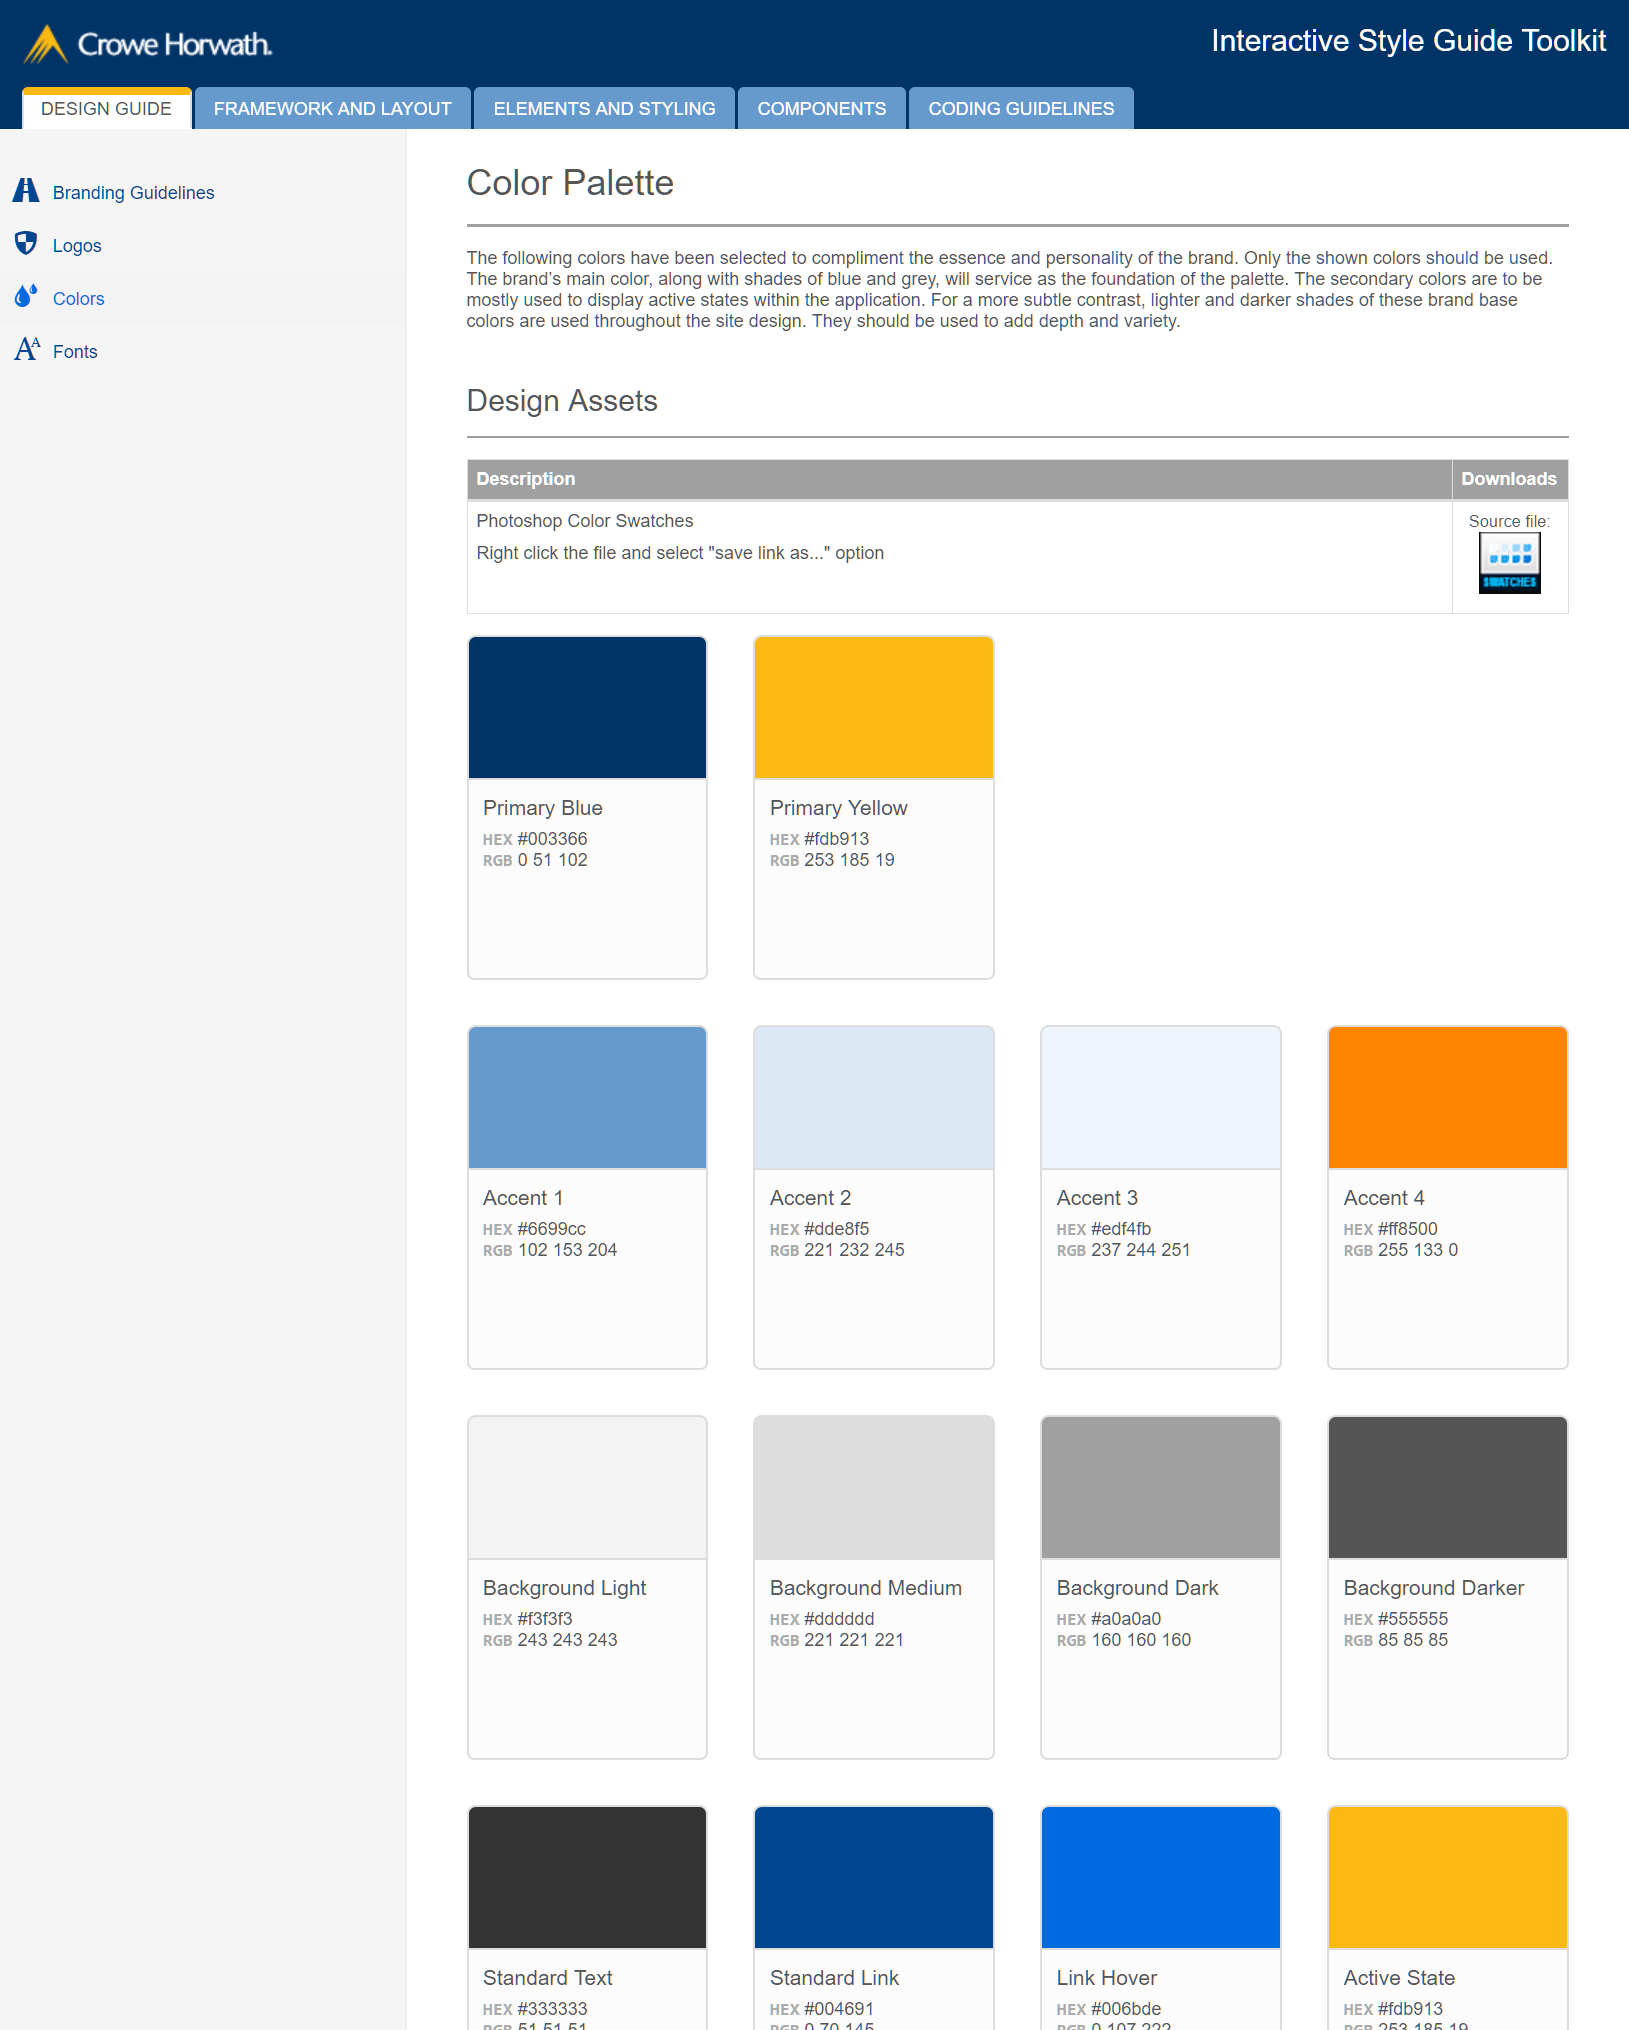 Crowe Horwath.
Interactive Style Guide Toolkit
DESIGN GUIDE
FRAMEWORK AND LAYOUT
ELEMENTS AND STYLING
COMPONENTS
CODING GUIDELINES
Branding Guidelines
Logos
Colors
Fonts
Color Palette
The following colors have been selected to compliment the essence and personality of the brand. Only the shown colors should be used.
The brand’s main color, along with shades of blue and grey, will service as the foundation of the palette. The secondary colors are to be
mostly used to display active states within the application. For a more subtle contrast, lighter and darker shades of these brand base
colors are used throughout the site design. They should be used to add depth and variety.
Design Assets
Description
Downloads
Photoshop Color Swatches
Right click the file and select "save link as..." option
Source file:
SWATCHES
Primary Blue
HEX #003366
RGB 0 51 102
Primary Yellow
HEX #fdb913
RGB 253 185 19
Accent 1
HEX #6699cc
RGB 102 153 204
Accent 2
HEX #dde8f5
RGB 221 232 245
Accent 3
HEX #edf4fb
RGB 237 244 251
Accent 4
HEX #ff8500
RGB 255 133 0
Background Light
HEX #f3f3f3
RGB 243 243 243
Background Medium
HEX #dddddd
RGB 221 221 221
Background Dark
HEX #a0a0a0
RGB 160 160 160
Background Darker
HEX #555555
RGB 85 85 85
Standard Text
HEX #333333
RGB 51 51 51
Standard Link
HEX #004691
RGB 0 70 145
Link Hover
HEX #006bde
RGB 0 107 222
Active State
HEX #fdb913
RGB 253 185 19